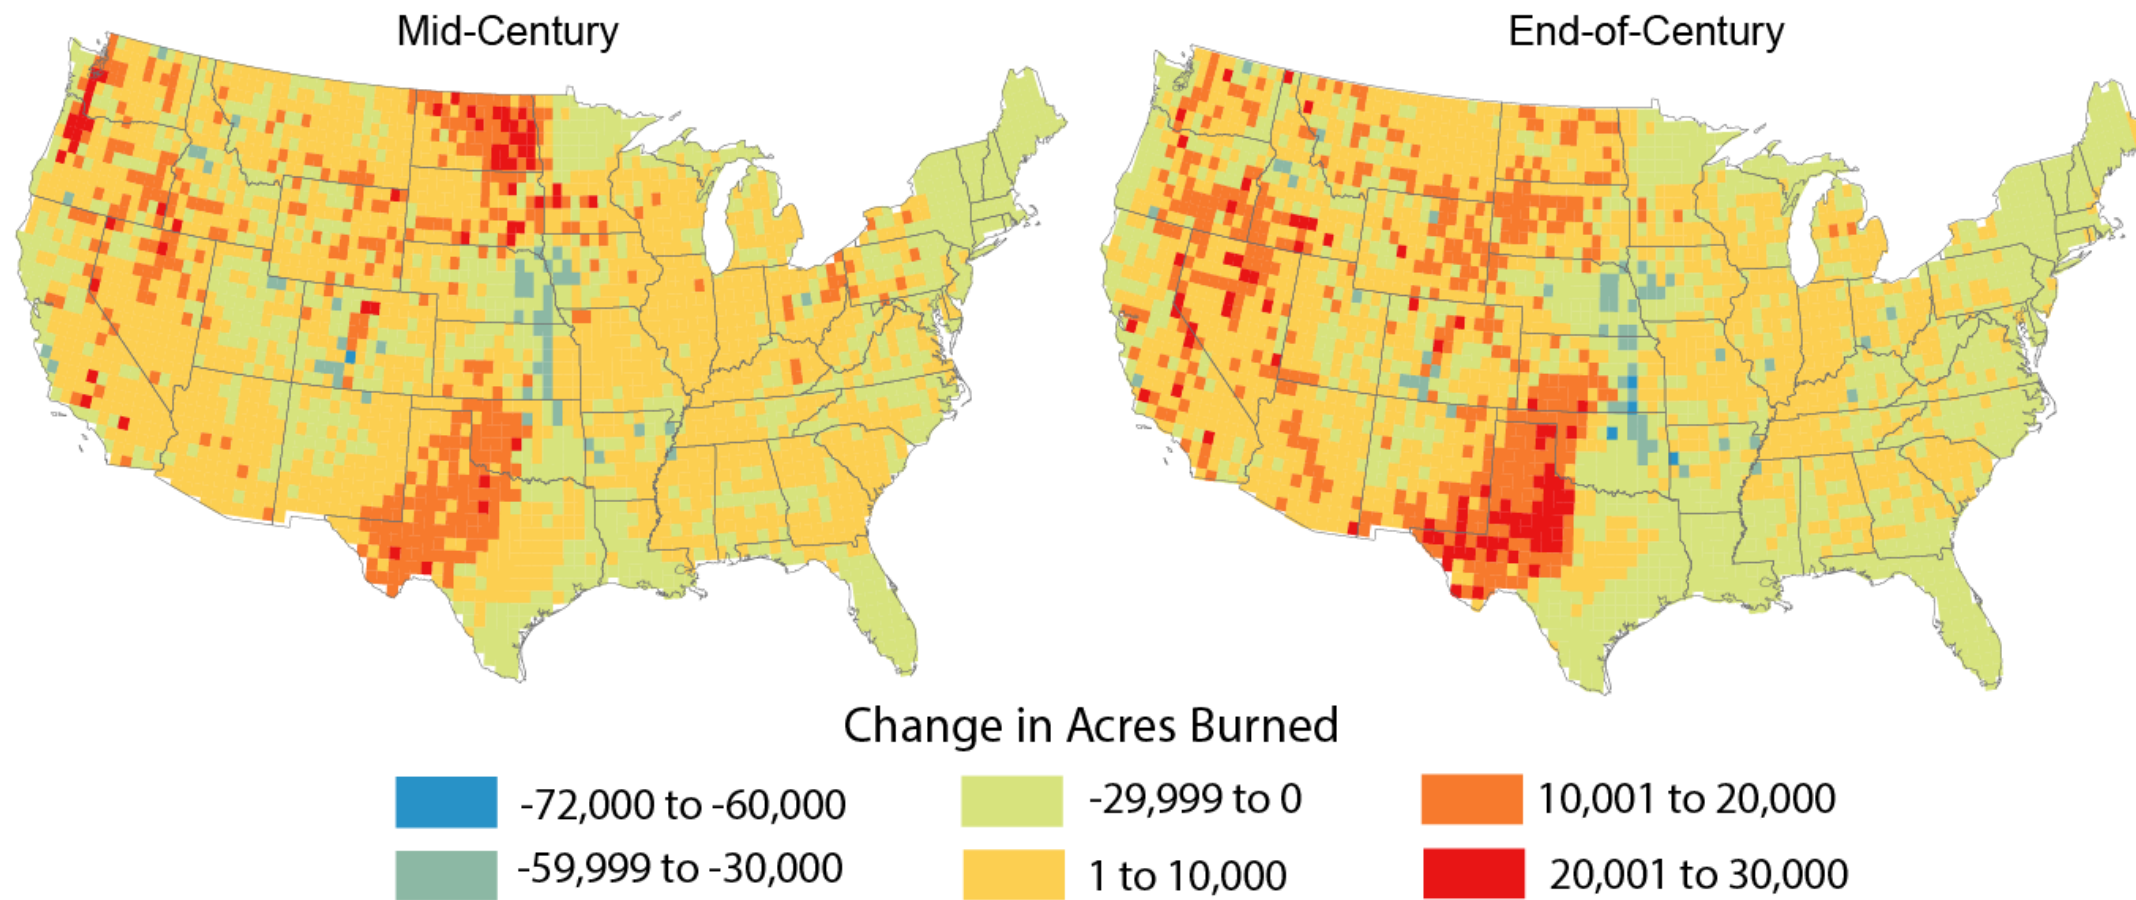 Mid-Century
End-of-Century
Change in Acres Burned
-72,000 to -60,000
-29,999 to 0
10,001 to 20,000
-59,999 to -30,000
1 to 10,000
20,001 to 30,000